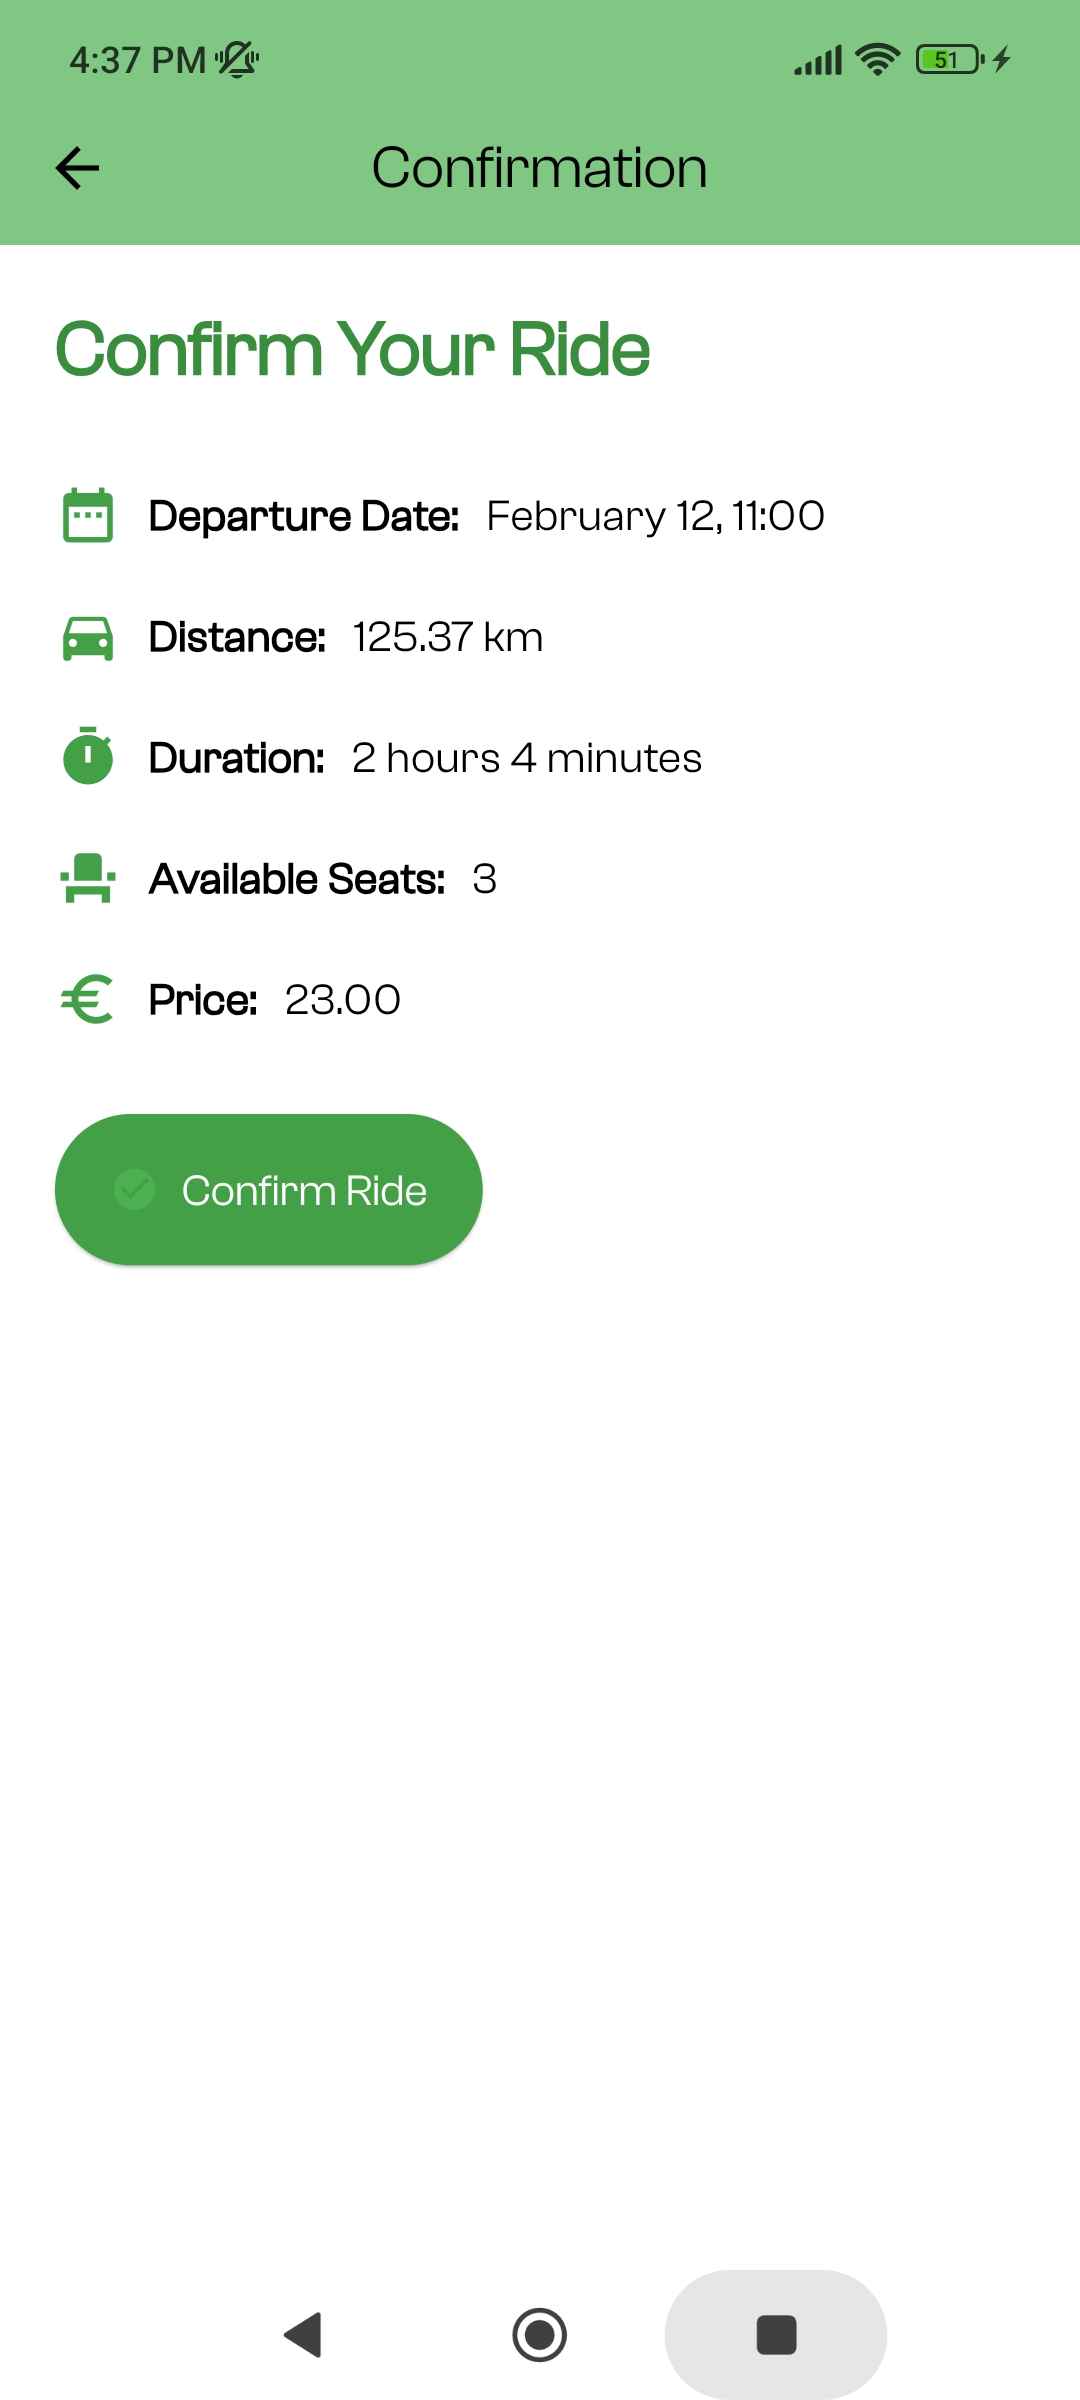 4:37 PM
51
Confirmation
Confirm Your Ride
Departure Date: February 12, 11:00
Distance: 125.37 km
Duration: 2 hours 4 minutes
Available Seats: 3
€ Price: 23.00
Confirm Ride